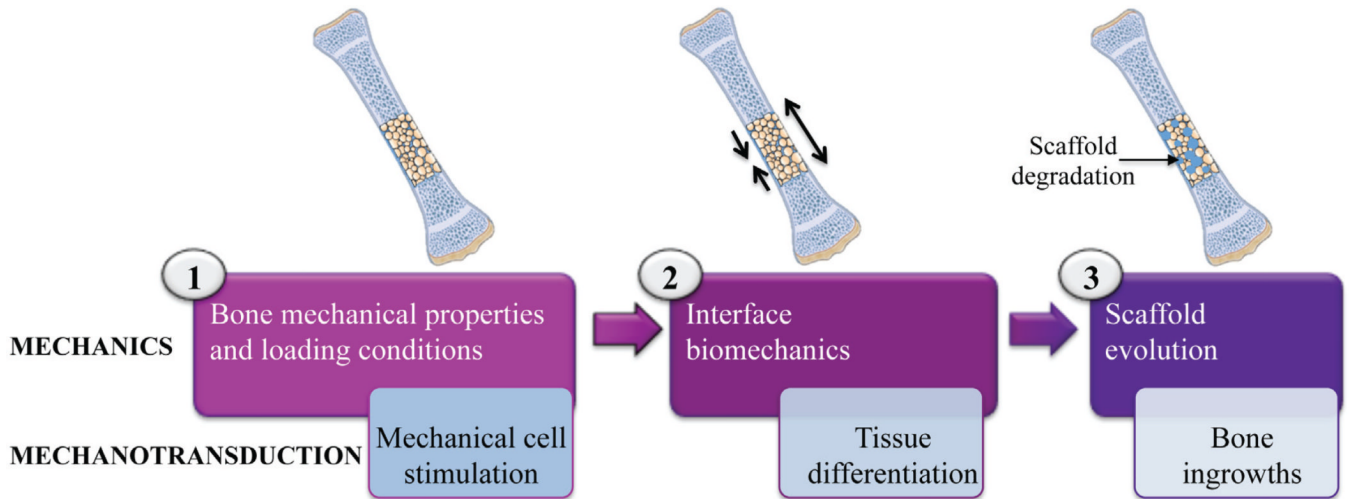 Scaffold
degradation
1
Bone mechanical properties
and loading conditions
2
Interface
biomechanics
3
Scaffold
evolution
MECHANICS
MECHANOTRANSDUCTION
Mechanical cell
stimulation
Tissue
differentiation
Bone
ingrowths